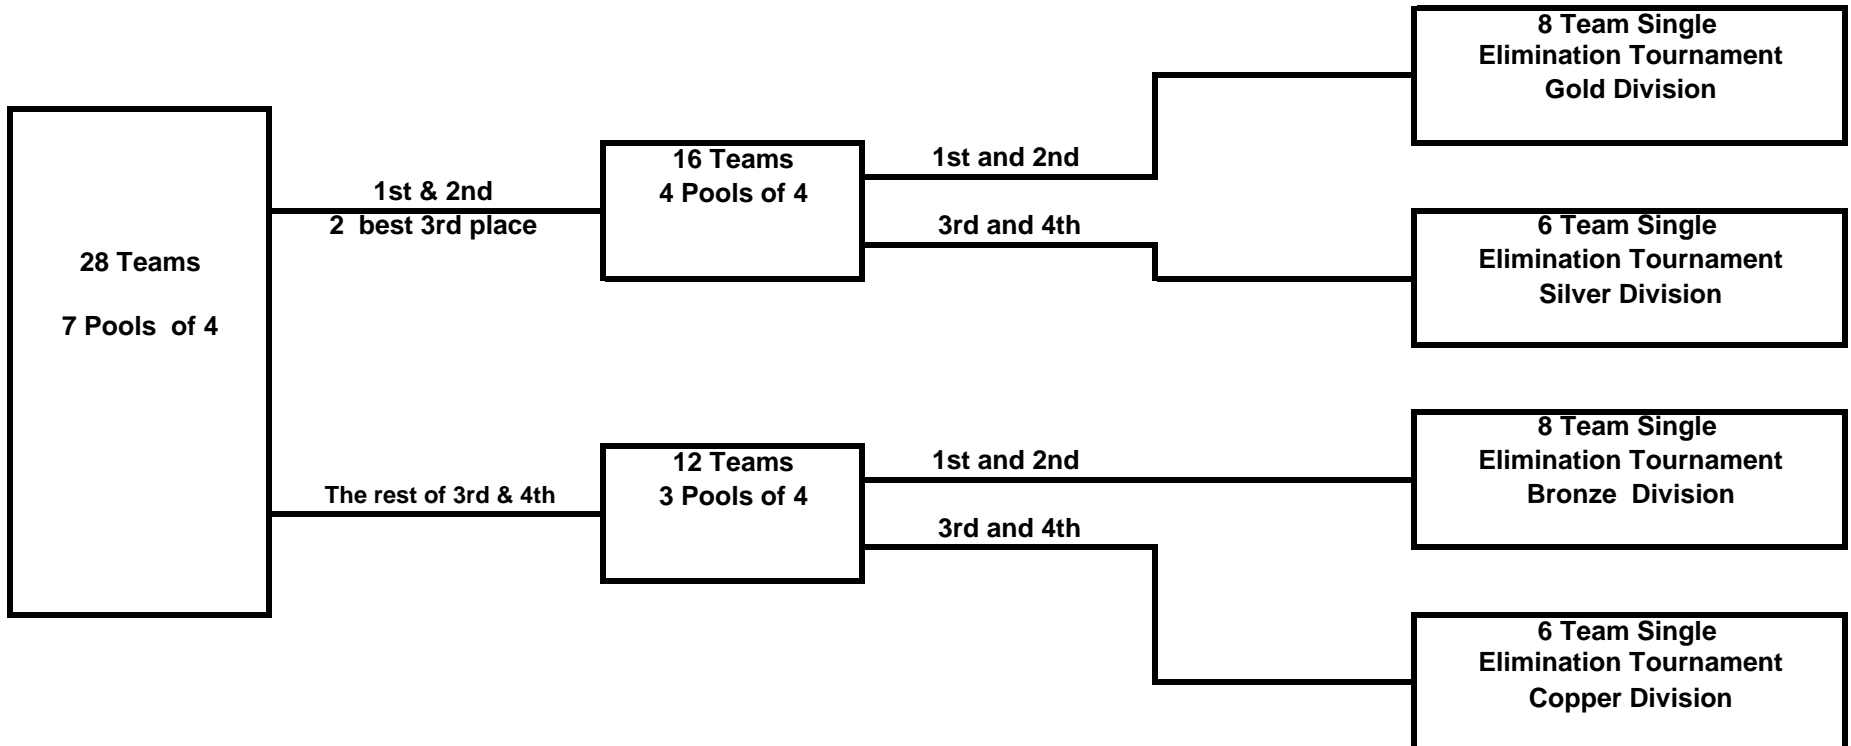 28 Teams
7 Pools of 4
1st & 2nd
2 best 3rd place
The rest of 3rd & 4th
16 Teams
4 Pools of 4
1st and 2nd
3rd and 4th
12 Teams
3 Pools of 4
1st and 2nd
3rd and 4th
8 Team Single
Elimination Tournament
Gold Division
6 Team Single
Elimination Tournament
Silver Division
8 Team Single
Elimination Tournament
Bronze Division
6 Team Single
Elimination Tournament
Copper Division